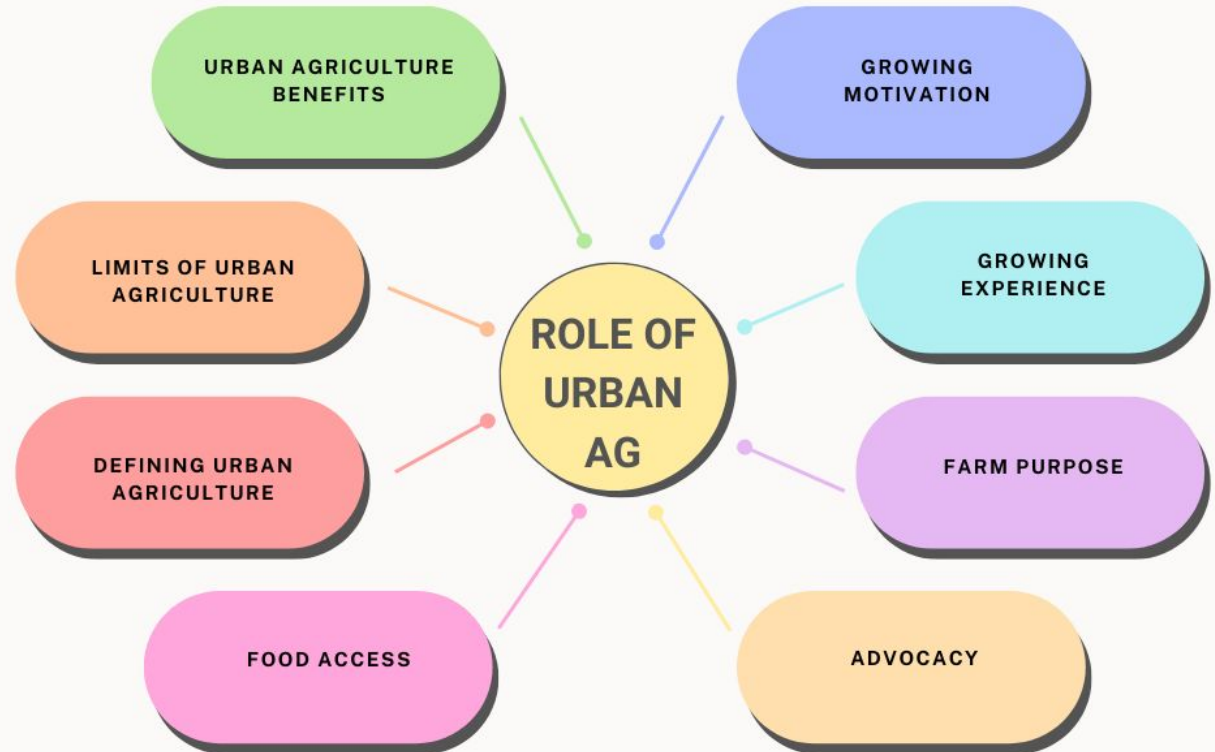 URBAN AGRICULTURE
BENEFITS
GROWING
MOTIVATION
LIMITS OF URBAN
AGRICULTURE
GROWING
EXPERIENCE
ROLE OF
URBAN
AG
DEFINING URBAN
AGRICULTURE
FARM PURPOSE
FOOD ACCESS
ADVOCACY